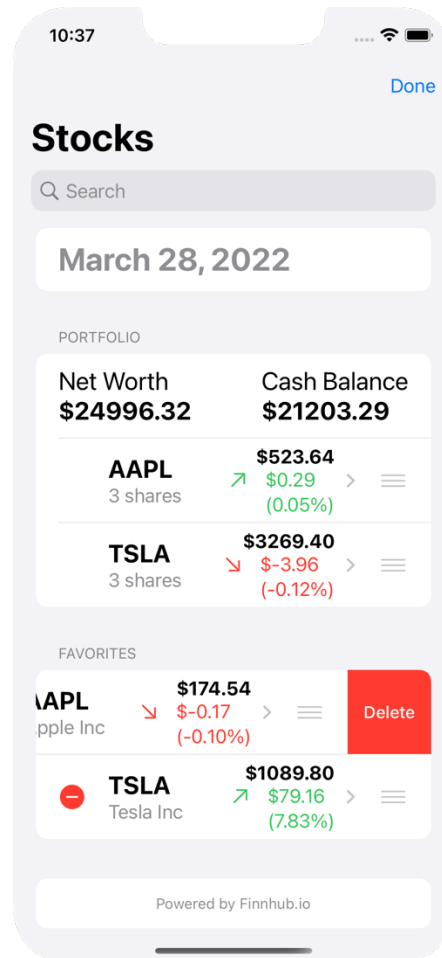 10:37
Done
Stocks
Search
March 28, 2022
PORTFOLIO
Net Worth Cash Balance
$24996.32 $21203.29
$523.64
AAPL $0.29
3 shares (0.05%)
$3269.40
TSLA $-3.96
3 shares (-0.12%)
FAVORITES
$174.54
AAPL $-0.17 Delete
pple Inc (-0.10%)
$1089.80
TSLA $79.16
Tesla Inc (7.83%)
Powered by Finnhub.io